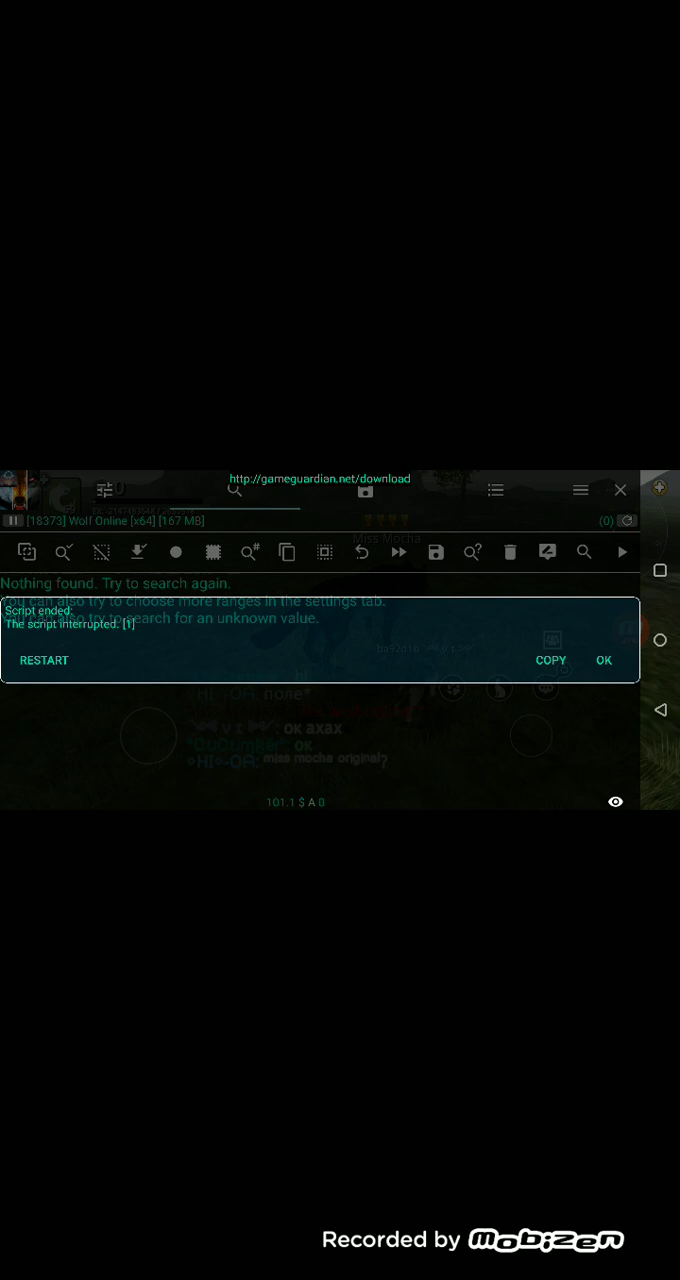 http://gameguardian.net/download
[18373] Wolf Online [x64] [167 MB]
(0)
Miss Mocha
Nothing found. Try to search again.
You can also try to choose more ranges in the settings tab.
You can also try to search for an unknown value.
Script ended:
The script interrupted. [1]
RESTART
COPY
OK
HI: поле*
ок ахах
ок
miss mocha original?
101.1 $ A 0
Recorded by mobizen